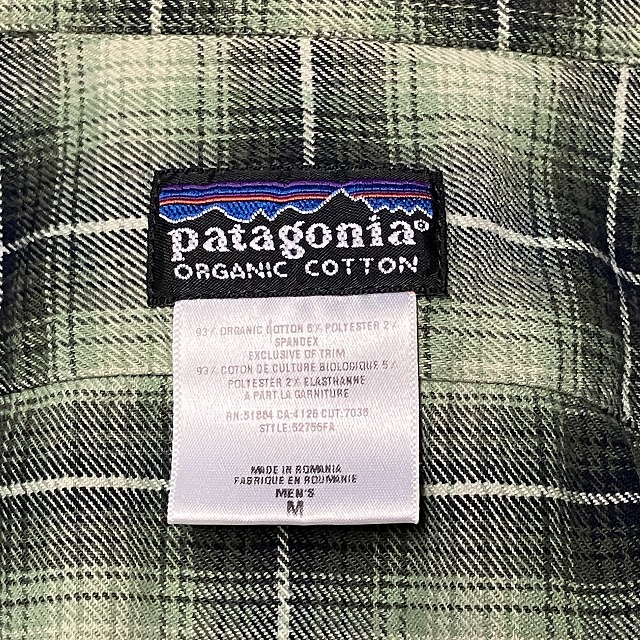 patagonia®
ORGANIC COTTON
93% ORGANIC COTTON 5% POLYESTER 2%
SPANDEX
EXCLUSIVE OF TRIM
93% COTON DE CULTURE BIOLOGIQUE 5%
POLYESTER 2% ELASTHANNE
A PART LA GARNITURE
RN:51884 CA:4126 CUT:7036
STYLE:52756FA
MADE IN ROMANIA
FABRIQUE EN ROUMANIE
MEN'S
M